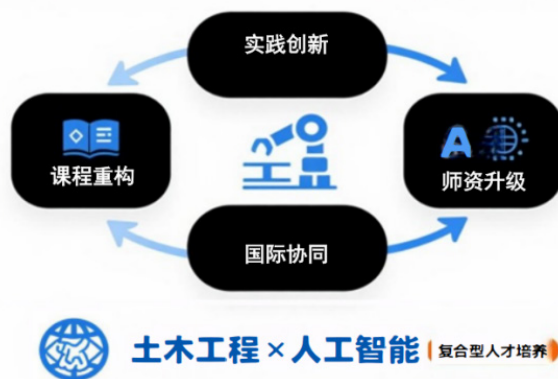 实践创新
课程重构
A
师资升级
国际协同
土木工程×人工智能
复合型人才培养